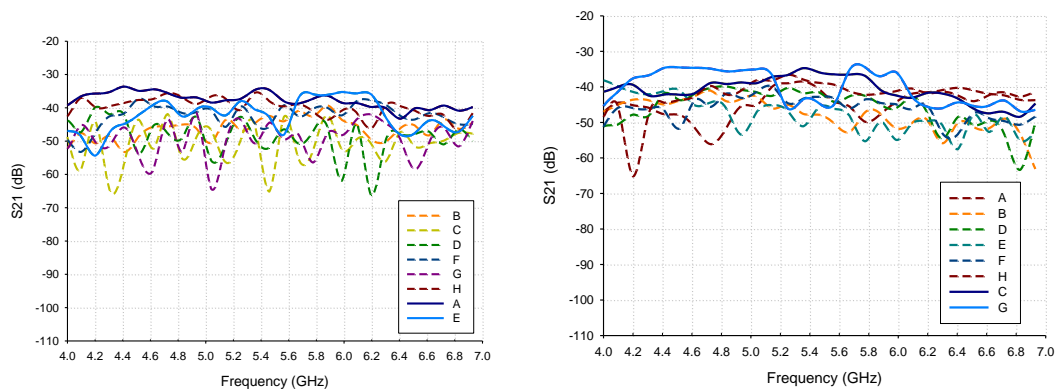 -20
-30
-40
-50
-60
-70
-80
-90
-100
-110
S21 (dB)
4.0 4.2 4.4 4.6 4.8 5.0 5.2 5.4 5.6 5.8 6.0 6.2 6.4 6.6 6.8 7.0
Frequency (GHz)
B
C
D
F
G
H
A
E
-20
-30
-40
-50
-60
-70
-80
-90
-100
-110
S21 (dB)
4.0 4.2 4.4 4.6 4.8 5.0 5.2 5.4 5.6 5.8 6.0 6.2 6.4 6.6 6.8 7.0
Frequency (GHz)
A
B
D
E
F
H
C
G